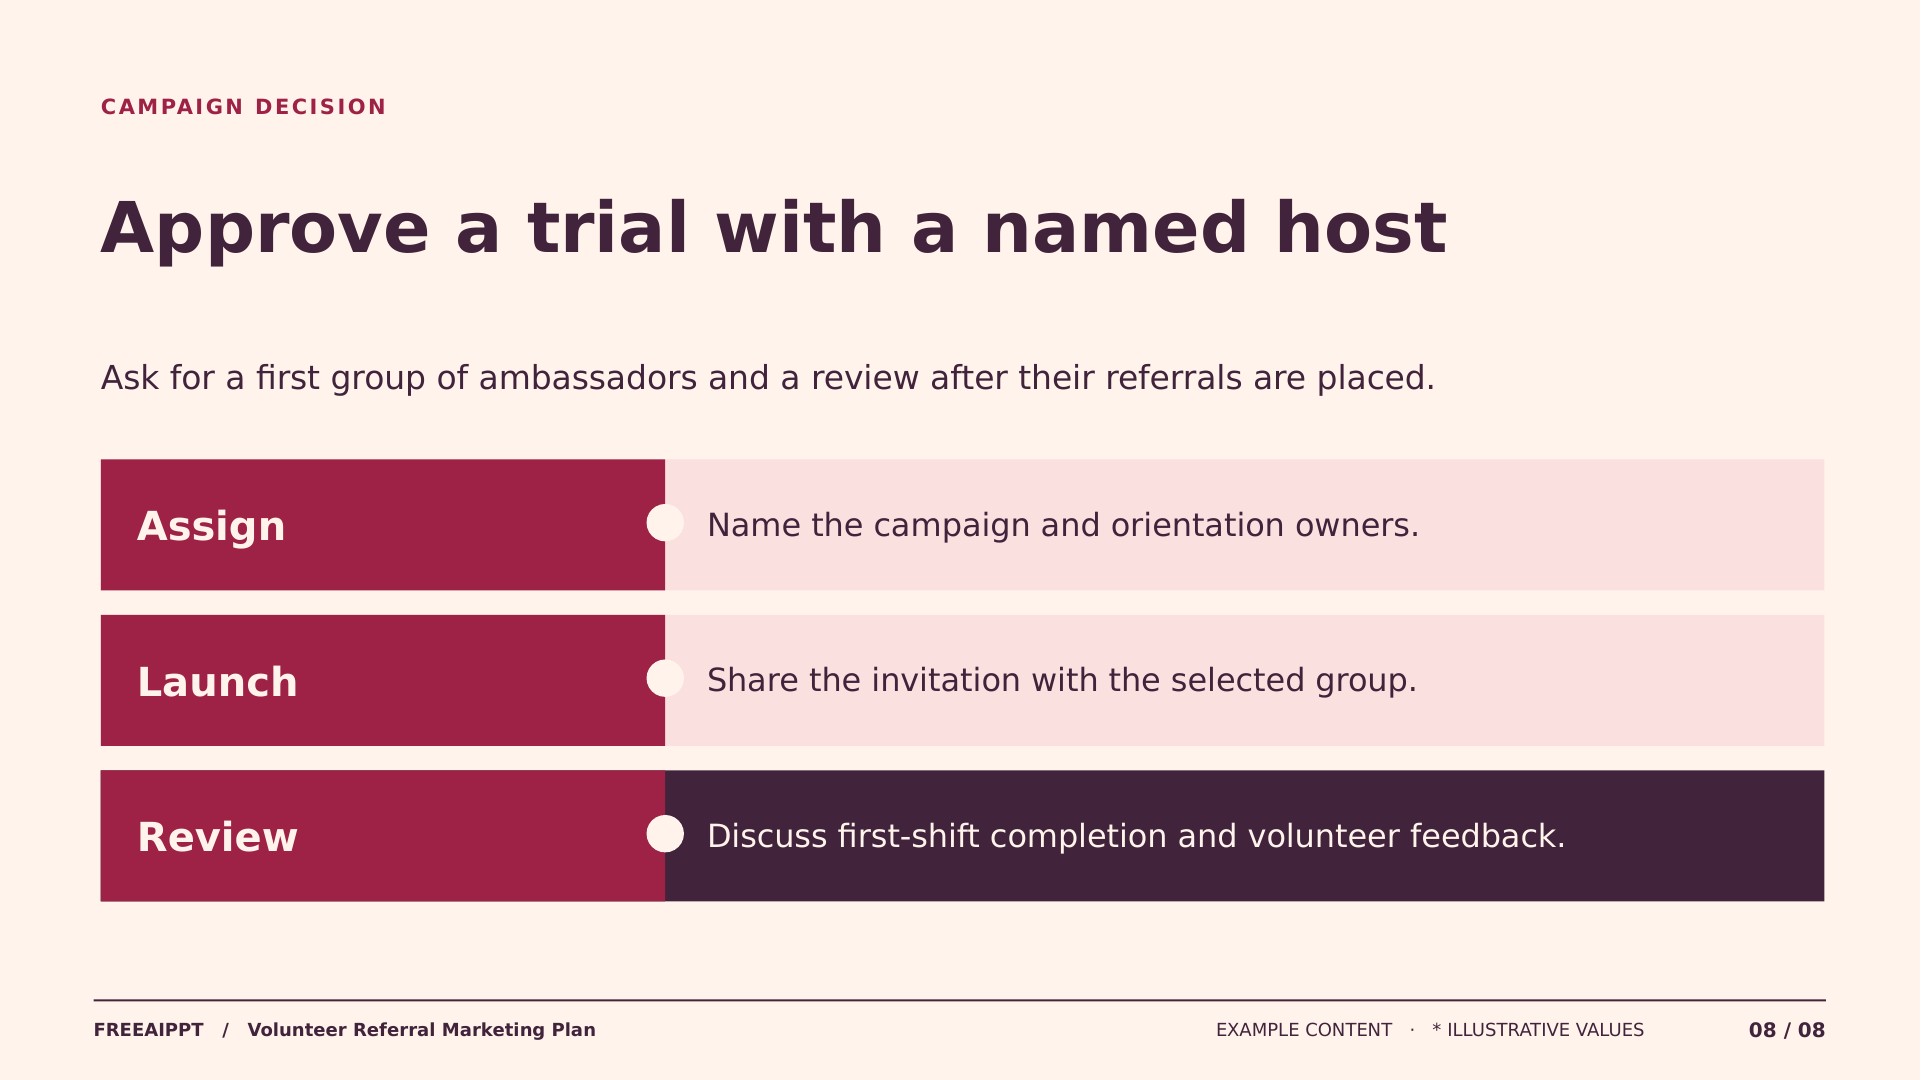 CAMPAIGN DECISION
Approve a trial with a named host
Ask for a first group of ambassadors and a review after their referrals are placed.
Assign
Name the campaign and orientation owners.
Launch
Share the invitation with the selected group.
Review
Discuss first-shift completion and volunteer feedback.
FREEAIPPT / Volunteer Referral Marketing Plan
EXAMPLE CONTENT · * ILLUSTRATIVE VALUES
08 / 08